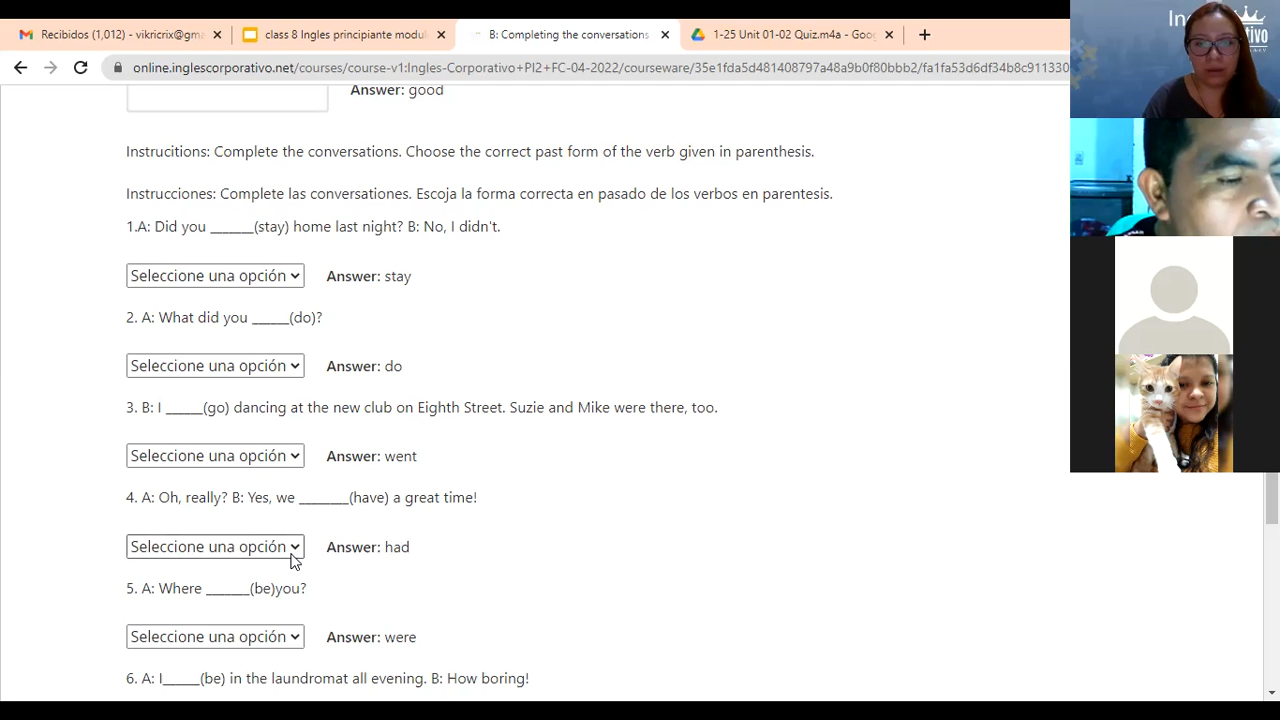 Recibidos (1,012) - vikricrix@gm
class 8 Ingles principiante modul
B: Completing the conversations
1-25 Unit 01-02 Quiz.m4a - Goo
online.inglescorporativo.net/courses/course-v1:Ingles-Corporativo+PI2+FC-04-2022/courseware/35e1fda5d481408797a48a9b0f80bbb2/fa1fa53d6df34b8c911330
Answer: good
Instrucitions: Complete the conversations. Choose the correct past form of the verb given in parenthesis.
Instrucciones: Complete las conversations. Escoja la forma correcta en pasado de los verbos en parentesis.
1.A: Did you ______(stay) home last night? B: No, I didn't.
Seleccione una opción Answer: stay
2. A: What did you _____(do)?
Seleccione una opción Answer: do
3. B: I _____(go) dancing at the new club on Eighth Street. Suzie and Mike were there, too.
Seleccione una opción Answer: went
4. A: Oh, really? B: Yes, we _______(have) a great time!
Seleccione una opción Answer: had
5. A: Where ______(be)you?
Seleccione una opción Answer: were
6. A: I_____(be) in the laundromat all evening. B: How boring!